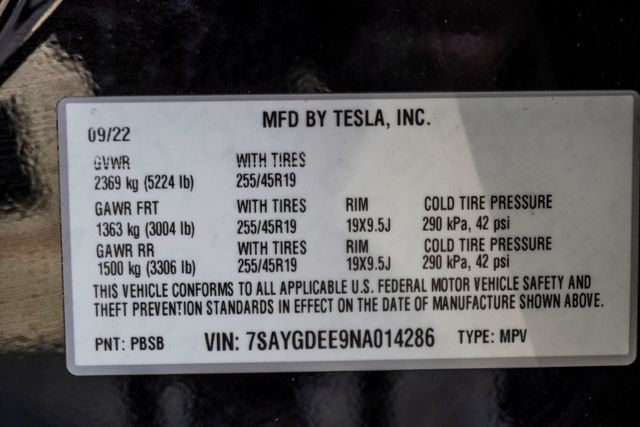 MFD BY TESLA, INC.
09/22
GVWR WITH TIRES
2369 kg (5224 lb) 255/45R19
GAWR FRT WITH TIRES RIM COLD TIRE PRESSURE
1363 kg (3004 lb) 255/45R19 19X9.5J 290 kPa, 42 psi
GAWR RR WITH TIRES RIM COLD TIRE PRESSURE
1500 kg (3306 lb) 255/45R19 19X9.5J 290 kPa, 42 psi
THIS VEHICLE CONFORMS TO ALL APPLICABLE U.S. FEDERAL MOTOR VEHICLE SAFETY AND
THEFT PREVENTION STANDARDS IN EFFECT ON THE DATE OF MANUFACTURE SHOWN ABOVE.
PNT: PBSB VIN: 7SAYGDEE9NA014286 TYPE: MPV